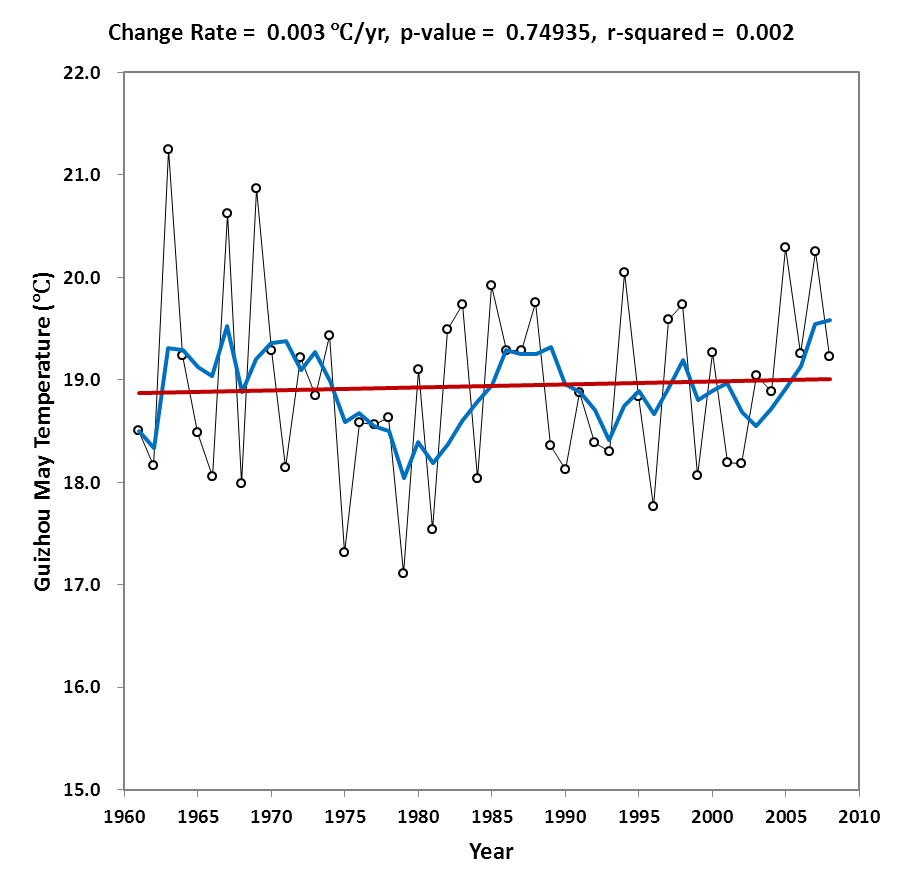 Change Rate = 0.003 ℃/yr, p-value = 0.74935, r-squared = 0.002
22.0
21.0
20.0
19.0
18.0
17.0
16.0
15.0
Guizhou May Temperature (℃)
1960 1965 1970 1975 1980 1985 1990 1995 2000 2005 2010
Year